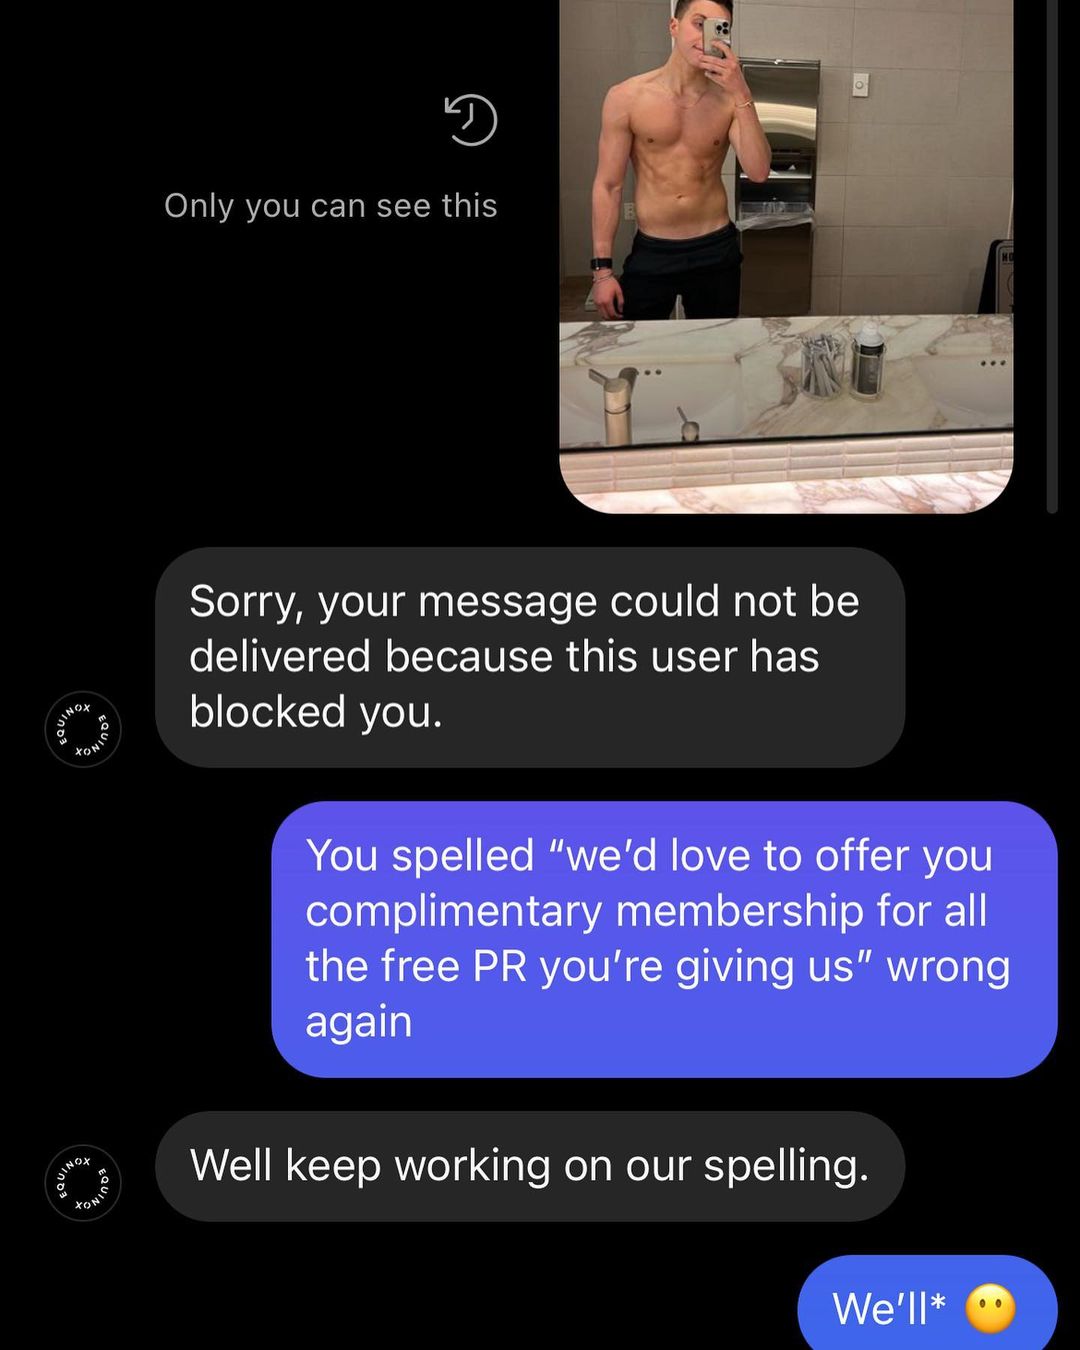 Only you can see this
Sorry, your message could not be
delivered because this user has
blocked you.
EQUINOX EQUINOX
You spelled “we’d love to offer you
complimentary membership for all
the free PR you’re giving us” wrong
again
Well keep working on our spelling.
EQUINOX EQUINOX
We’ll* 😶